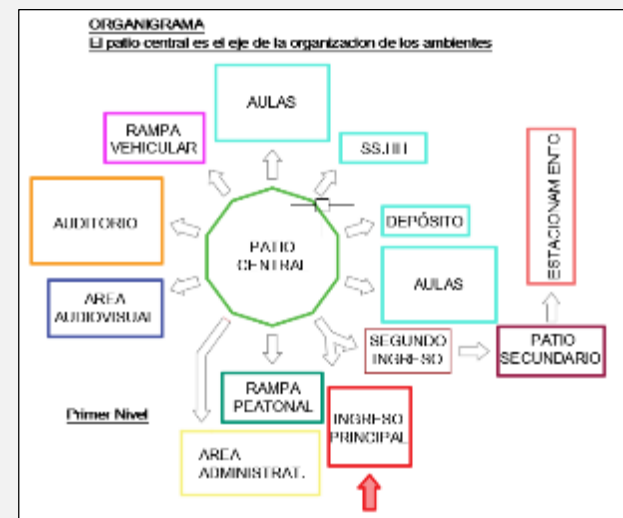 ORGANIGRAMA
El patio central es el eje de la organizacion de los ambientes
AULAS
RAMPA
VEHICULAR
SS.HH
AUDITORIO
DEPÓSITO
ESTACIONAMENTO
PATIO
CENTRAL
AREA
AUDIOVISUAL
AULAS
SEGUNDO
INGRESO
PATIO
SECUNDARIO
RAMPA
PEATONAL
INGRESO
PRINCIPAL
Primer Nivel
AREA
ADMINISTRAT.